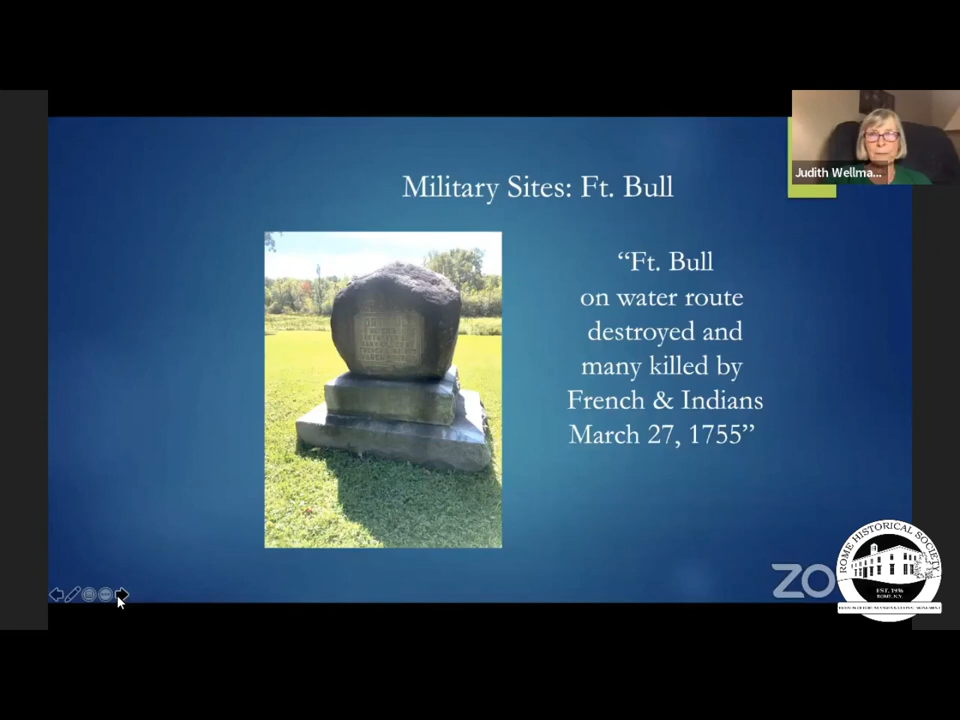 Military Sites: Ft. Bull
Judith Wellma...
“Ft. Bull
on water route
destroyed and
many killed by
French & Indians
March 27, 1755”
ZO
ROME HISTORICAL SOCIETY
EST. 1936
ROME, N.Y.